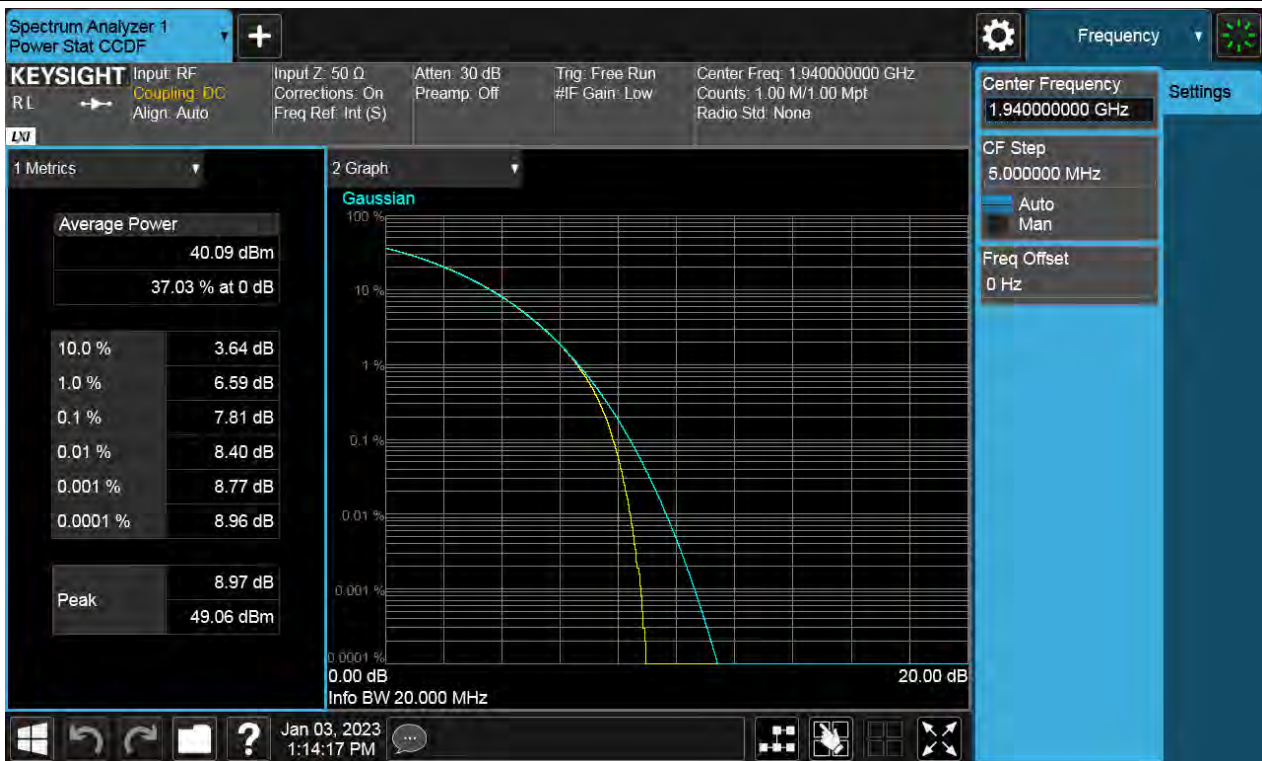 Spectrum Analyzer 1
Power Stat CCDF
+
Frequency
KEYSIGHT
RL
LXI
Input: RF
Coupling: DC
Align: Auto
Input Z: 50 Ω
Corrections: On
Freq Ref: Int (S)
Atten: 30 dB
Preamp: Off
Trig: Free Run
#IF Gain: Low
Center Freq: 1.940000000 GHz
Counts: 1.00 M/1.00 Mpt
Radio Std: None
Center Frequency
1.940000000 GHz
Settings
CF Step
5.000000 MHz
Auto
Man
Freq Offset
0 Hz
1 Metrics
Average Power
40.09 dBm
37.03 % at 0 dB
10.0 % 3.64 dB
1.0 % 6.59 dB
0.1 % 7.81 dB
0.01 % 8.40 dB
0.001 % 8.77 dB
0.0001 % 8.96 dB
Peak
8.97 dB
49.06 dBm
2 Graph
Gaussian
100 %
10 %
1 %
0.1 %
0.01 %
0.001 %
0.0001 %
0.00 dB 20.00 dB
Info BW 20.000 MHz
?
Jan 03, 2023
1:14:17 PM